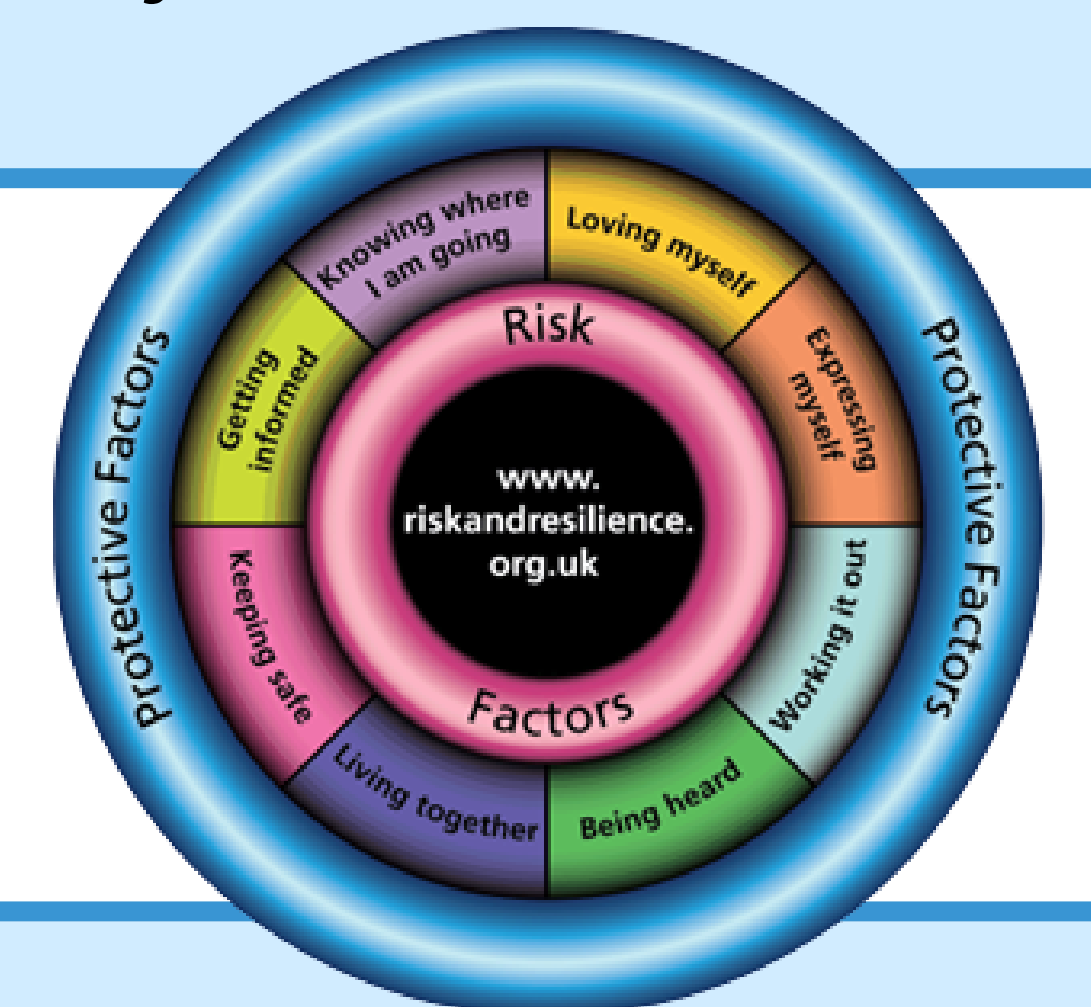 Protective Factors
Protective Factors
Knowing where
I am going
Loving myself
Expressing
myself
Working it out
Being heard
Living together
Keeping safe
Getting
informed
Risk
Factors
www.
riskandresilience.
org.uk